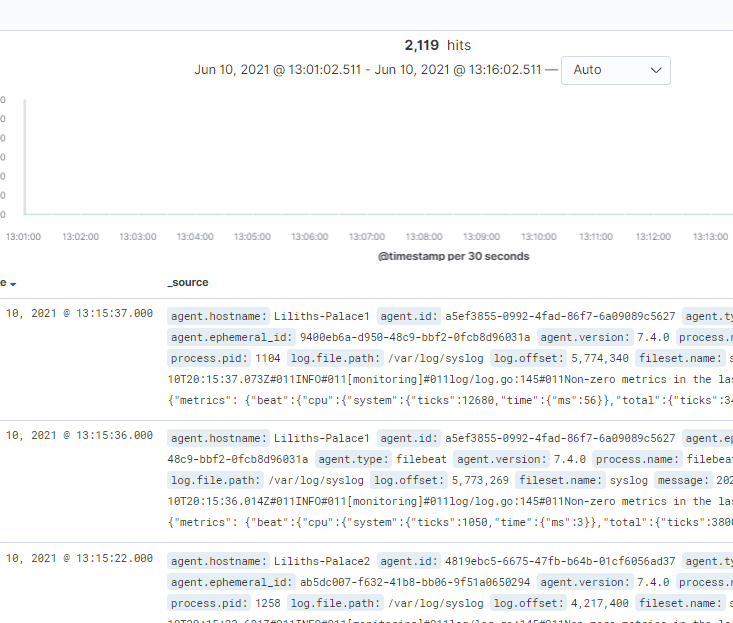 2,119 hits
Jun 10, 2021 @ 13:01:02.511 - Jun 10, 2021 @ 13:16:02.511 — Auto
0
0
0
0
0
0
0
13:01:00 13:02:00 13:03:00 13:04:00 13:05:00 13:06:00 13:07:00 13:08:00 13:09:00 13:10:00 13:11:00 13:12:00 13:13:00
@timestamp per 30 seconds
e _source
10, 2021 @ 13:15:37.000 agent.hostname: Liliths-Palace1 agent.id: a5ef3855-0992-4fad-86f7-6a09089c5627 agent.ty
agent.ephemeral_id: 9400eb6a-d950-48c9-bbf2-0fcb8d96031a agent.version: 7.4.0 process.n
process.pid: 1104 log.file.path: /var/log/syslog log.offset: 5,774,340 fileset.name: s
10T20:15:37.073Z#011INFO#011[monitoring]#011log/log.go:145#011Non-zero metrics in the las
{"metrics": {"beat":{"cpu":{"system":{"ticks":12680,"time":{"ms":56}},"total":{"ticks":34
10, 2021 @ 13:15:36.000 agent.hostname: Liliths-Palace1 agent.id: a5ef3855-0992-4fad-86f7-6a09089c5627 agent.ep
48c9-bbf2-0fcb8d96031a agent.type: filebeat agent.version: 7.4.0 process.name: filebeat
log.file.path: /var/log/syslog log.offset: 5,773,269 fileset.name: syslog message: 202
10T20:15:36.014Z#011INFO#011[monitoring]#011log/log.go:145#011Non-zero metrics in the las
{"metrics": {"beat":{"cpu":{"system":{"ticks":1050,"time":{"ms":3}},"total":{"ticks":3800
10, 2021 @ 13:15:22.000 agent.hostname: Liliths-Palace2 agent.id: 4819ebc5-6675-47fb-b64b-01cf6056ad37 agent.ty
agent.ephemeral_id: ab5dc007-f632-41b8-bb06-9f51a0650294 agent.version: 7.4.0 process.n
process.pid: 1258 log.file.path: /var/log/syslog log.offset: 4,217,400 fileset.name: s